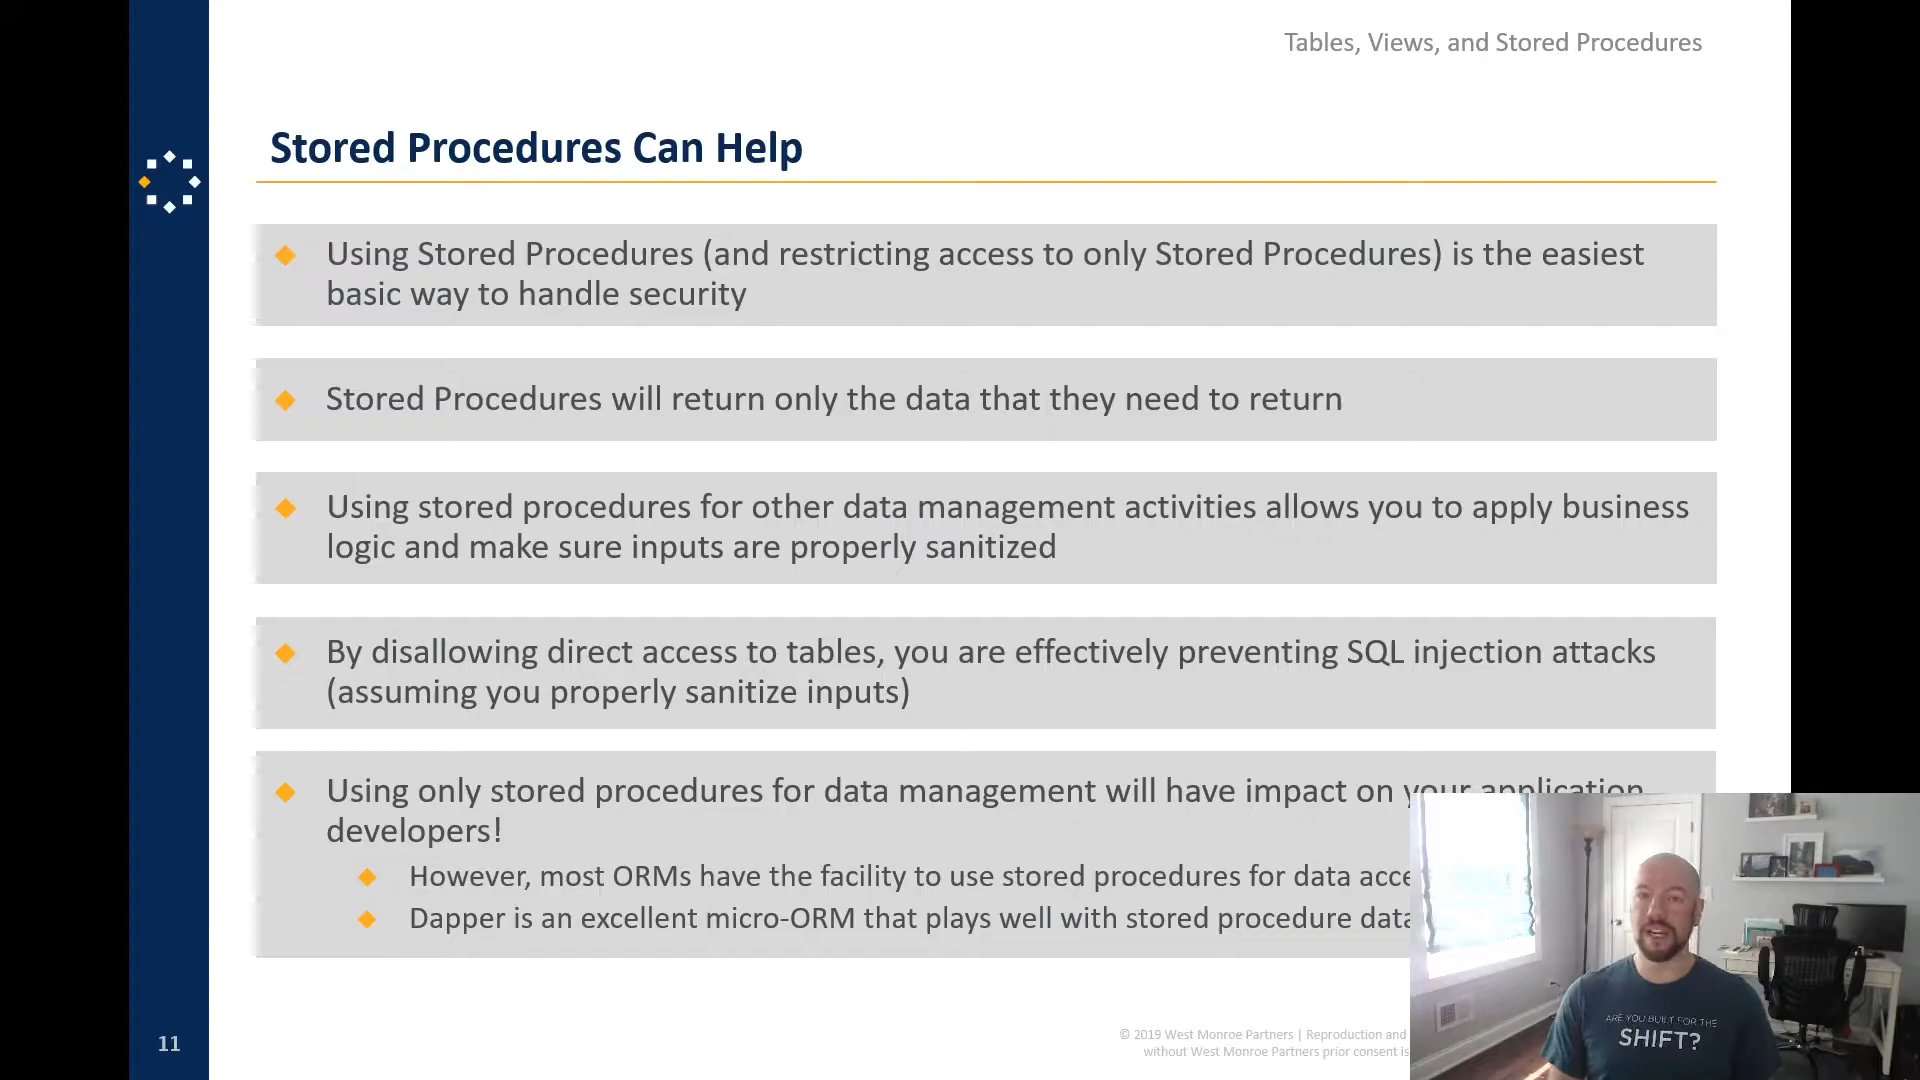 Tables, Views, and Stored Procedures
Stored Procedures Can Help
Using Stored Procedures (and restricting access to only Stored Procedures) is the easiest
basic way to handle security
Stored Procedures will return only the data that they need to return
Using stored procedures for other data management activities allows you to apply business
logic and make sure inputs are properly sanitized
By disallowing direct access to tables, you are effectively preventing SQL injection attacks
(assuming you properly sanitize inputs)
Using only stored procedures for data management will have impact on your application
developers!
However, most ORMs have the facility to use stored procedures for data acce
Dapper is an excellent micro-ORM that plays well with stored procedure data
ARE YOU BUILT FOR THE
SHIFT?
© 2019 West Monroe Partners | Reproduction and
without West Monroe Partners prior consent is
11